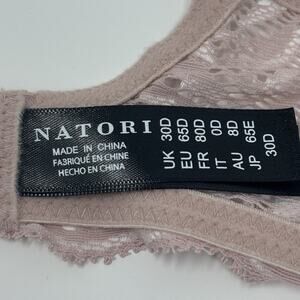 NATORI
MADE IN CHINA
FABRIQUÉ EN CHINE
HECHO EN CHINA
UK 30D
EU 65D
FR 80D
IT 0D
AU 8D
JP 65E
30D